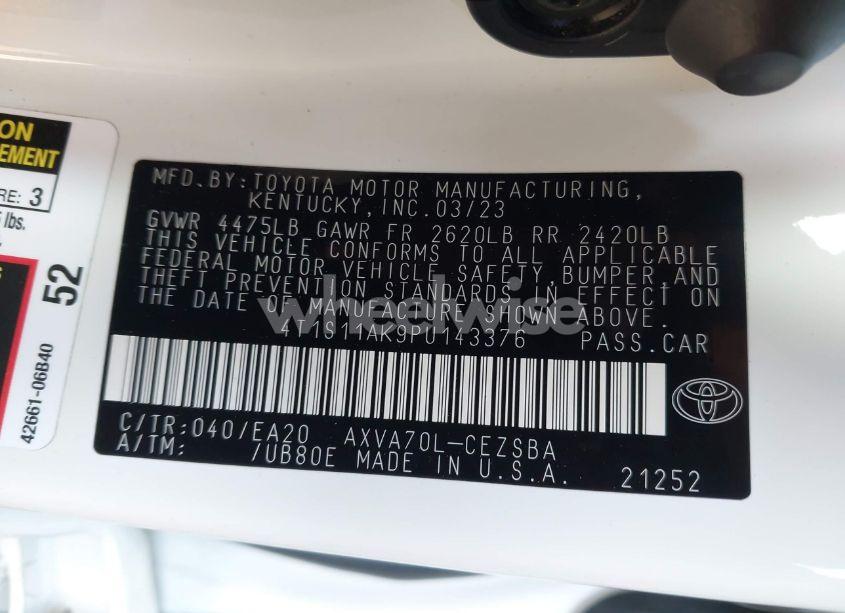 ON
EMENT
RE: 3
lbs.
52
42661-06B40
MFD.BY:TOYOTA MOTOR MANUFACTURING,
KENTUCKY,INC.03/23
GVWR 4475LB GAWR FR 2620LB RR 2420LB
THIS VEHICLE CONFORMS TO ALL APPLICABLE
FEDERAL MOTOR VEHICLE SAFETY,BUMPER,AND
THEFT PREVENTION STANDARDS IN EFFECT ON
THE DATE OF MANUFACTURE SHOWN ABOVE.
wheelwise
PASS.CAR
C/TR:040/EA20 AXVA70L-CEZSBA
A/TM: /UB80E MADE IN U.S.A. 21252